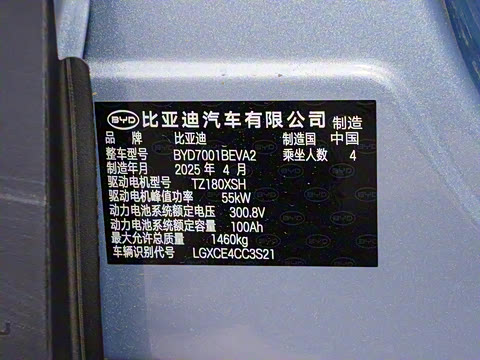 BYD 比亚迪汽车有限公司 制造
品牌 比亚迪 制造国 中国
整车型号 BYD7001BEVA2 乘坐人数 4
制造年月 2025 年 4 月
驱动电机型号 TZ180XSH
驱动电机峰值功率 55kW
动力电池系统额定电压 300.8V
动力电池系统额定容量 100Ah
最大允许总质量 1460kg
车辆识别代号 LGXCE4CC3S21